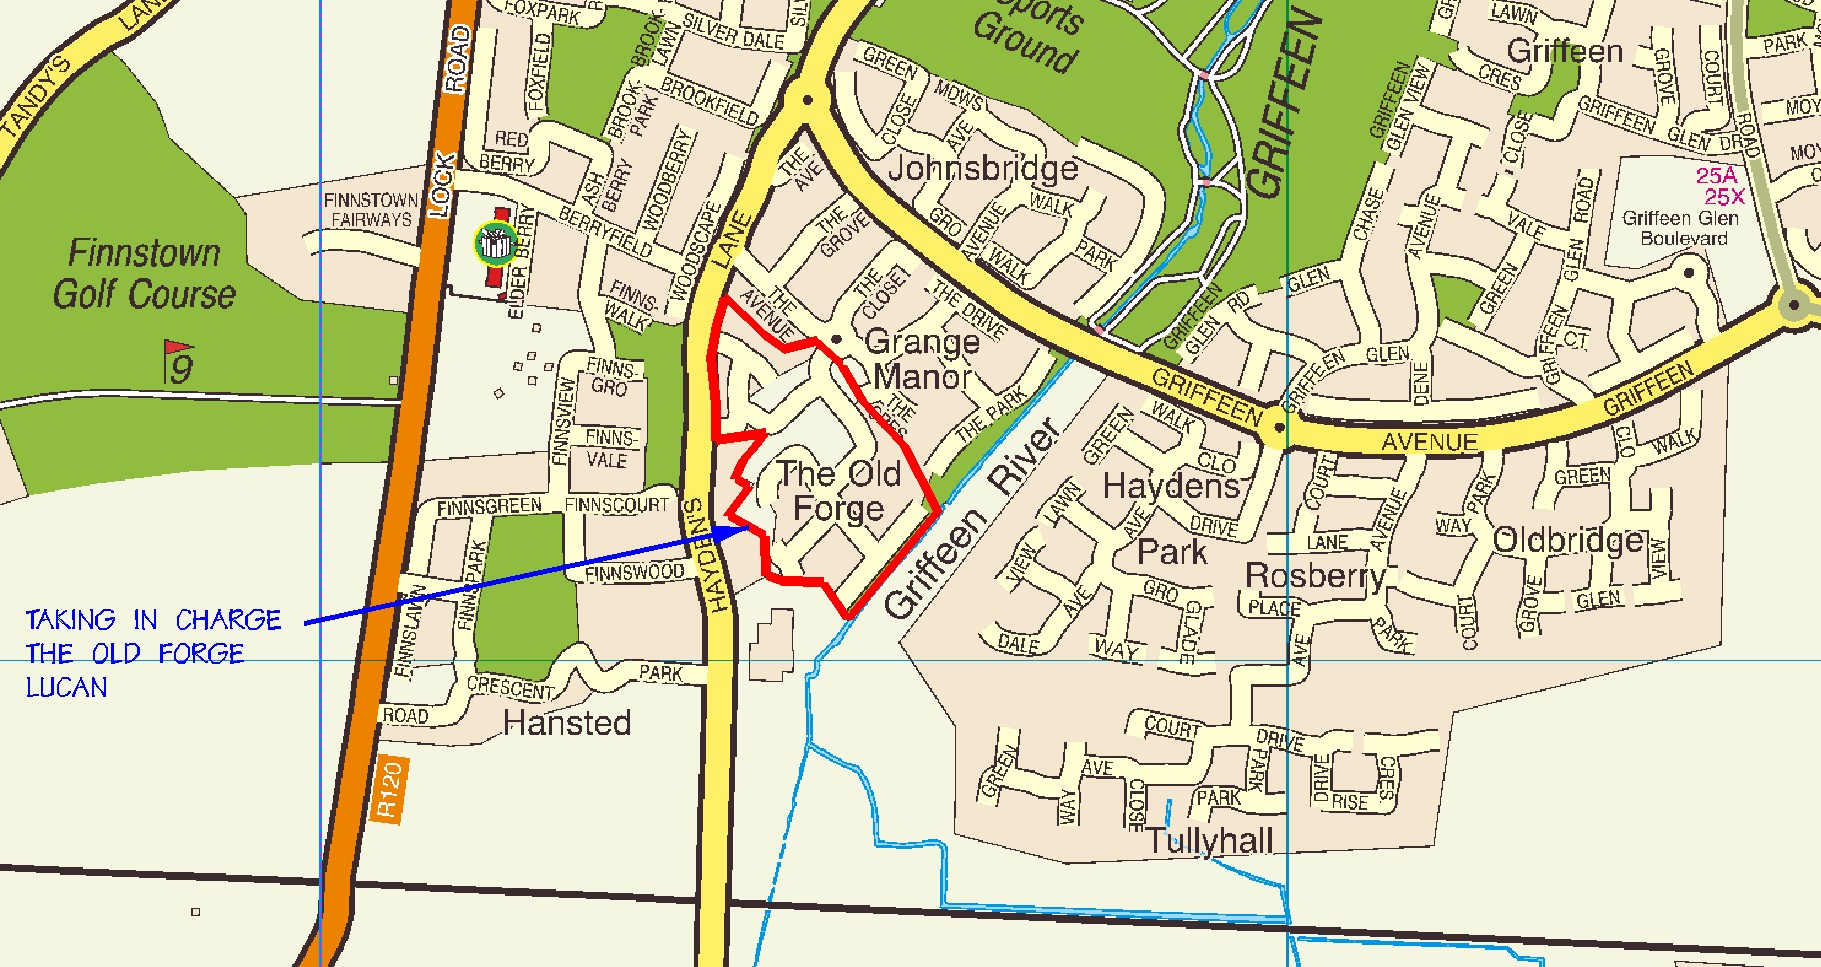 TANDY'S
LANE
LOCK
ROAD
FOXPARK
FOXFIELD
SILVER DALE
BROOK-
LAWN
BROOKFIELD
BROOK-
PARK
RED
BERRY
ASH
BERRY
WOODBERRY
BERRYFIELD
WOODSCAPE
ELDER BERRY
FINNSTOWN
FAIRWAYS
Finnstown
Golf Course
9
FINNS-
WALK
FINNS-
GRO
FINNSVIEW
FINNS-
VALE
FINNSGREEN
FINNSCOURT
FINNSWOOD
FINNSLAWN
FINNSPARK
CRESCENT
PARK
ROAD
Hansted
R120
HAYDEN'S
LANE
TAKING IN CHARGE
THE OLD FORGE
LUCAN
Sports
Ground
GREEN
MDWS
CLOSE
AVE
Johnsbridge
GRO
AVENUE
WALK
WALK
PARK
THE
AVE
THE
GROVE
THE
CLOSE
THE DRIVE
THE
AVENUE
Grange
Manor
THE
THE PARK
The Old
Forge
Griffeen River
GRIFFEEN
GRIFFEEN
AVENUE
GRIFFEEN
GRIFFEEN
GLEN VIEW
LAWN
Griffeen
CRES
GROVE
COURT
PARK
GRIFFEEN
GLEN DR
ROAD
CLOSE
25A
25X
Griffeen Glen
Boulevard
CHASE
AVENUE
VALE
GLEN ROAD
GREEN
GLEN
GRIFFEEN
GLEN RD
GRIFFEEN
GLEN
DENE
GRIFFEEN
CT
GREEN
WALK
CLO
Haydens
Park
LAWN
AVE
DRIVE
VIEW
AVE
GRO
GLADE
DALE
WAY
COURT
AVENUE
PARK
WAY
LANE
Rosberry
PLACE
AVE
PARK
COURT
CLO
WALK
GREEN
Oldbridge
VIEW
GROVE
GLEN
COURT
DRIVE
GREEN
AVE
WAY
CLOSE
PARK
PARK
DRIVE
RISE
CRES
Tullyhall